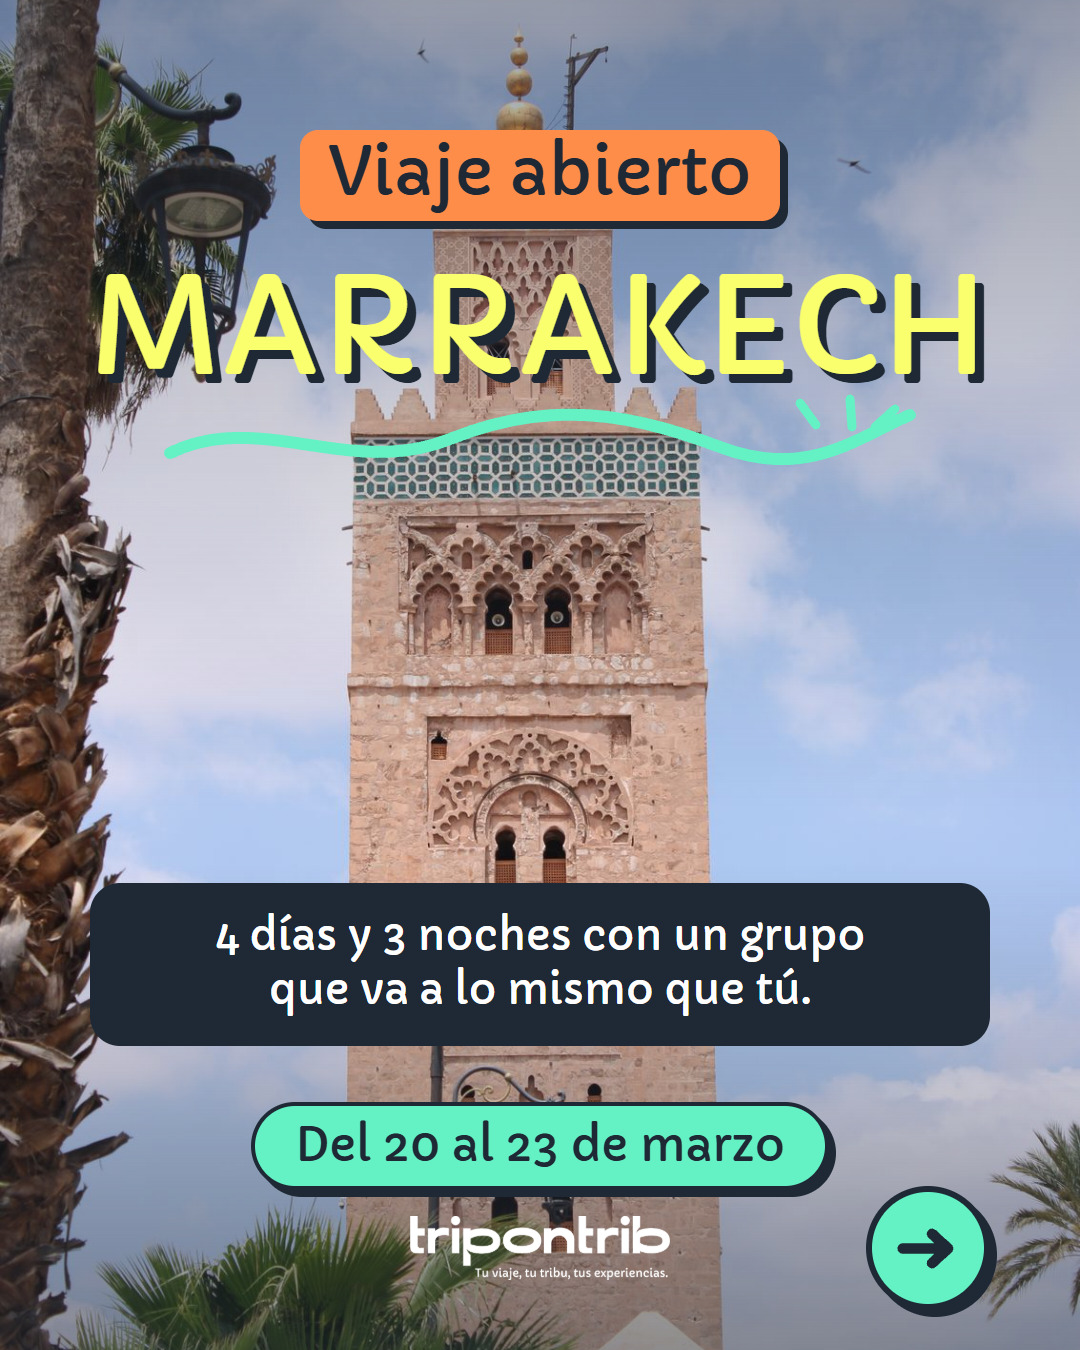 Viaje abierto
MARRAKECH
4 días y 3 noches con un grupo
que va a lo mismo que tú.
Del 20 al 23 de marzo
tripontrib
Tu viaje, tu tribu, tus experiencias.